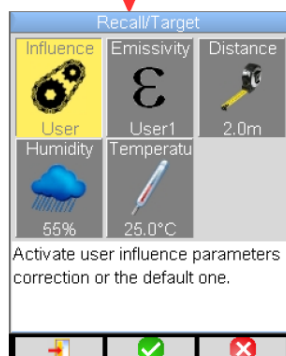 Recall/Target
Influence Emissivity Distance
ε
User User1 2.0m
Humidity Temperatu
55% 25.0°C
Activate user influence parameters
correction or the default one.